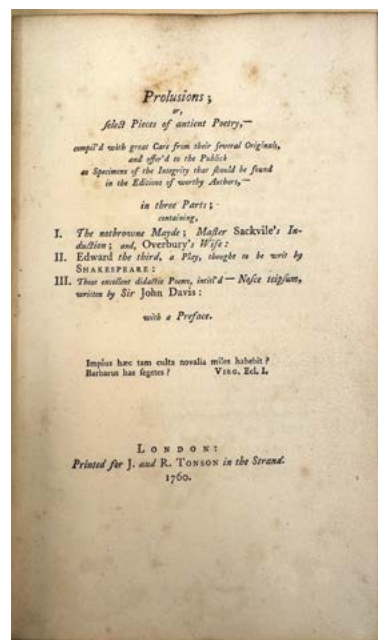 Prolusions;
or,
ſelect Pieces of antient Poetry,—
compil'd with great Care from their ſeveral Originals,
and offer'd to the Publick
as Specimens of the Integrity that ſhould be found
in the Editions of worthy Authors,—
in three Parts;
containing,
I. The notbrowne Mayde; Maſter Sackvile's In-
duction; and, Overbury's Wife:
II. Edward the third, a Play, thought to be writ by
SHAKESPEARE:
III. Thoſe excellent didactic Poems, intitl'd — Noſce teipſum,
written by Sir John Davis:
with a Preface.
Impius hæc tam culta novalia miles habebit?
Barbarus has ſegetes? VIRG. Ecl. I.
LONDON:
Printed for J. and R. TONSON in the Strand.
1760.